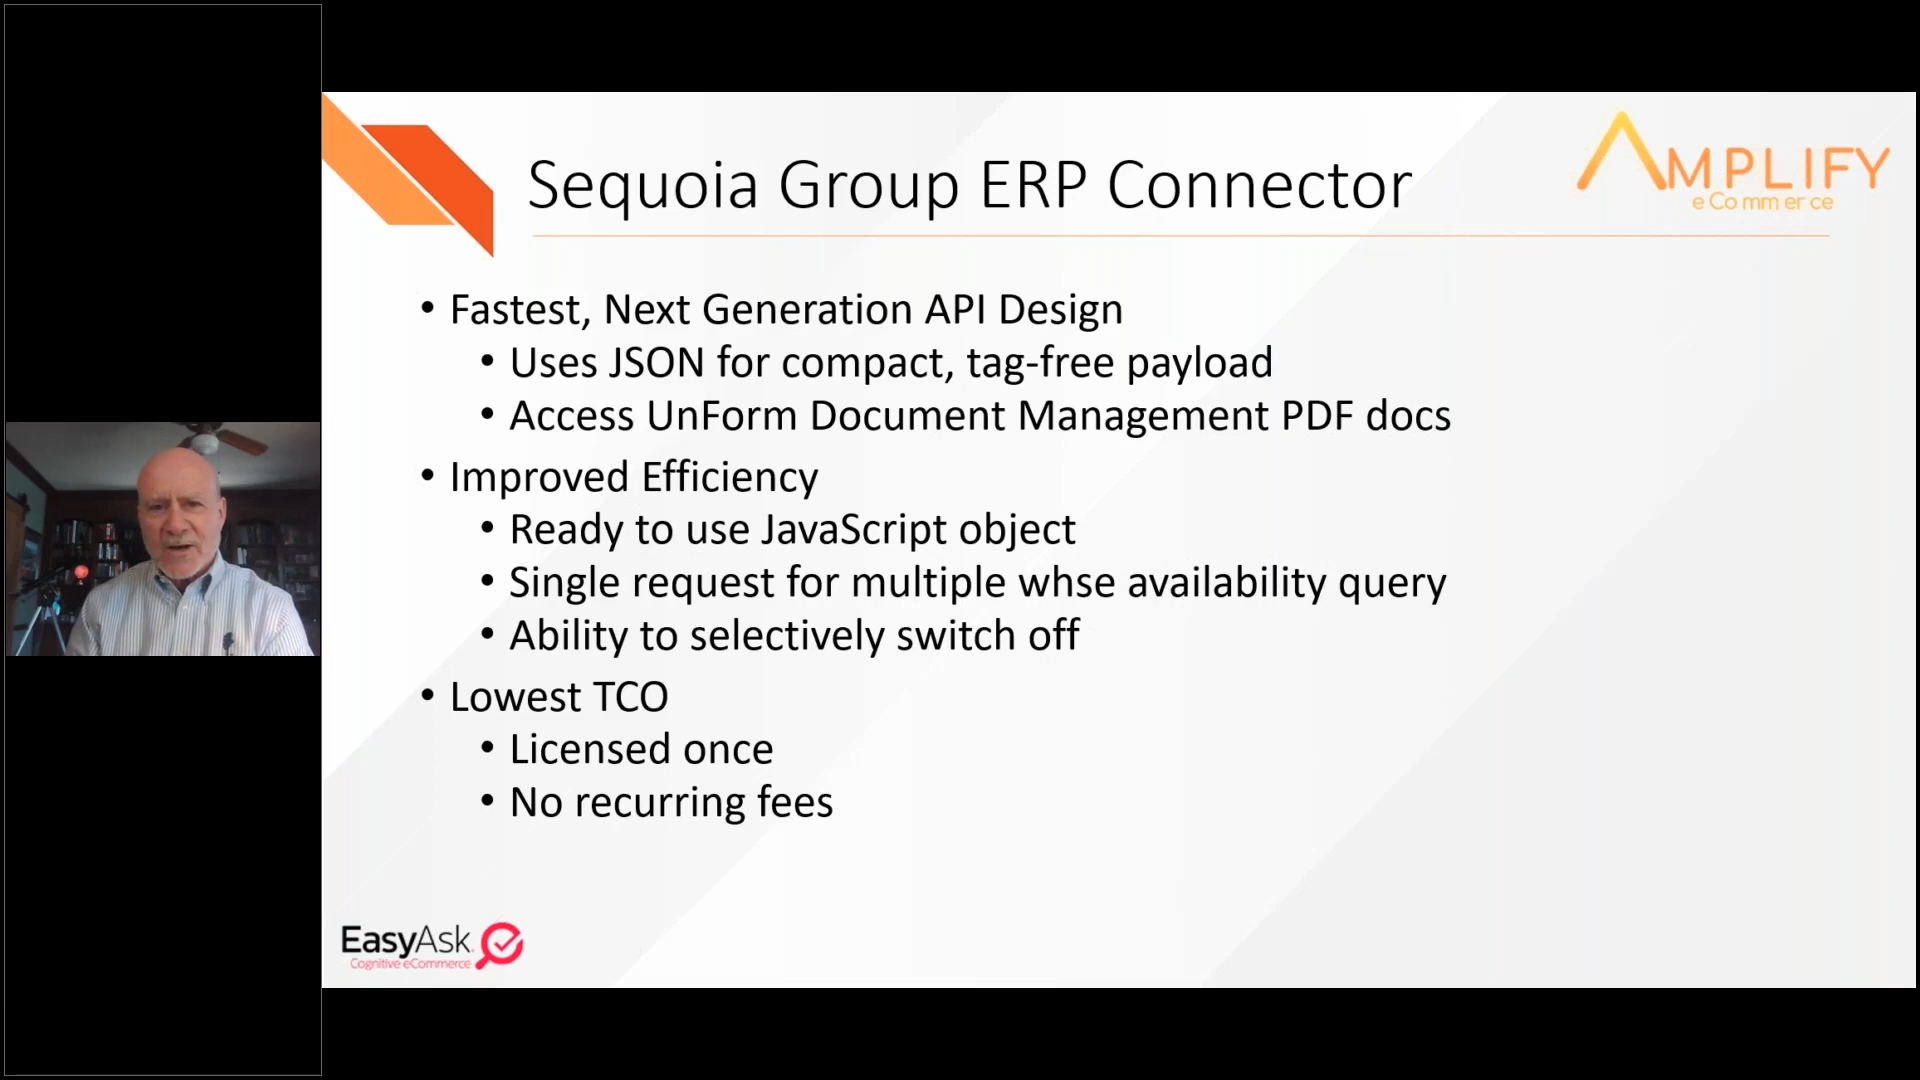 Sequoia Group ERP Connector
AMPLIFY
eCommerce
• Fastest, Next Generation API Design
• Uses JSON for compact, tag-free payload
• Access UnForm Document Management PDF docs
• Improved Efficiency
• Ready to use JavaScript object
• Single request for multiple whse availability query
• Ability to selectively switch off
• Lowest TCO
• Licensed once
• No recurring fees
EasyAsk
Cognitive eCommerce